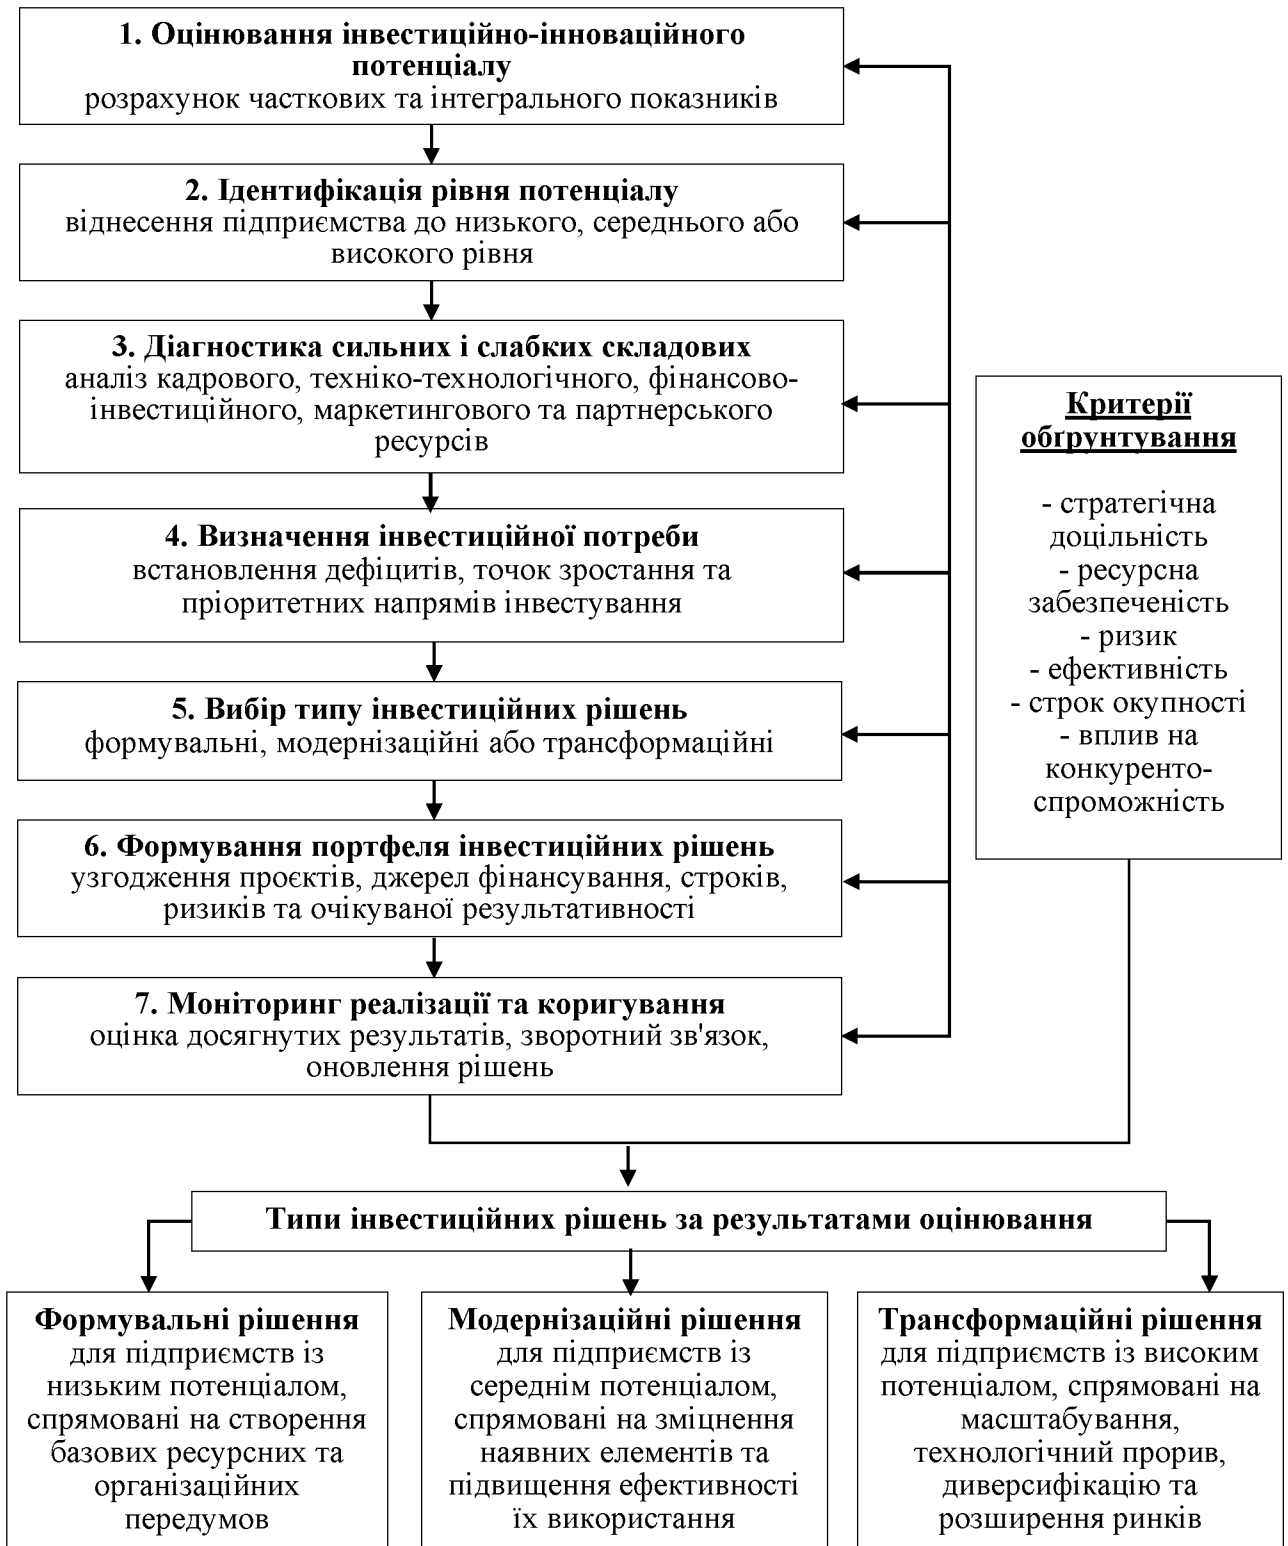 1. Оцінювання інвестиційно-інноваційного
потенціалу
розрахунок часткових та інтегрального показників
2. Ідентифікація рівня потенціалу
віднесення підприємства до низького, середнього або
високого рівня
3. Діагностика сильних і слабких складових
аналіз кадрового, техніко-технологічного, фінансово-
інвестиційного, маркетингового та партнерського
ресурсів
4. Визначення інвестиційної потреби
встановлення дефіцитів, точок зростання та
пріоритетних напрямів інвестування
5. Вибір типу інвестиційних рішень
формувальні, модернізаційні або трансформаційні
6. Формування портфеля інвестиційних рішень
узгодження проєктів, джерел фінансування, строків,
ризиків та очікуваної результативності
7. Моніторинг реалізації та коригування
оцінка досягнутих результатів, зворотний зв'язок,
оновлення рішень
Критерії
обґрунтування
- стратегічна
доцільність
- ресурсна
забезпеченість
- ризик
- ефективність
- строк окупності
- вплив на
конкуренто-
спроможність
Типи інвестиційних рішень за результатами оцінювання
Формувальні рішення
для підприємств із
низьким потенціалом,
спрямовані на створення
базових ресурсних та
організаційних
передумов
Модернізаційні рішення
для підприємств із
середнім потенціалом,
спрямовані на зміцнення
наявних елементів та
підвищення ефективності
їх використання
Трансформаційні рішення
для підприємств із високим
потенціалом, спрямовані на
масштабування,
технологічний прорив,
диверсифікацію та
розширення ринків